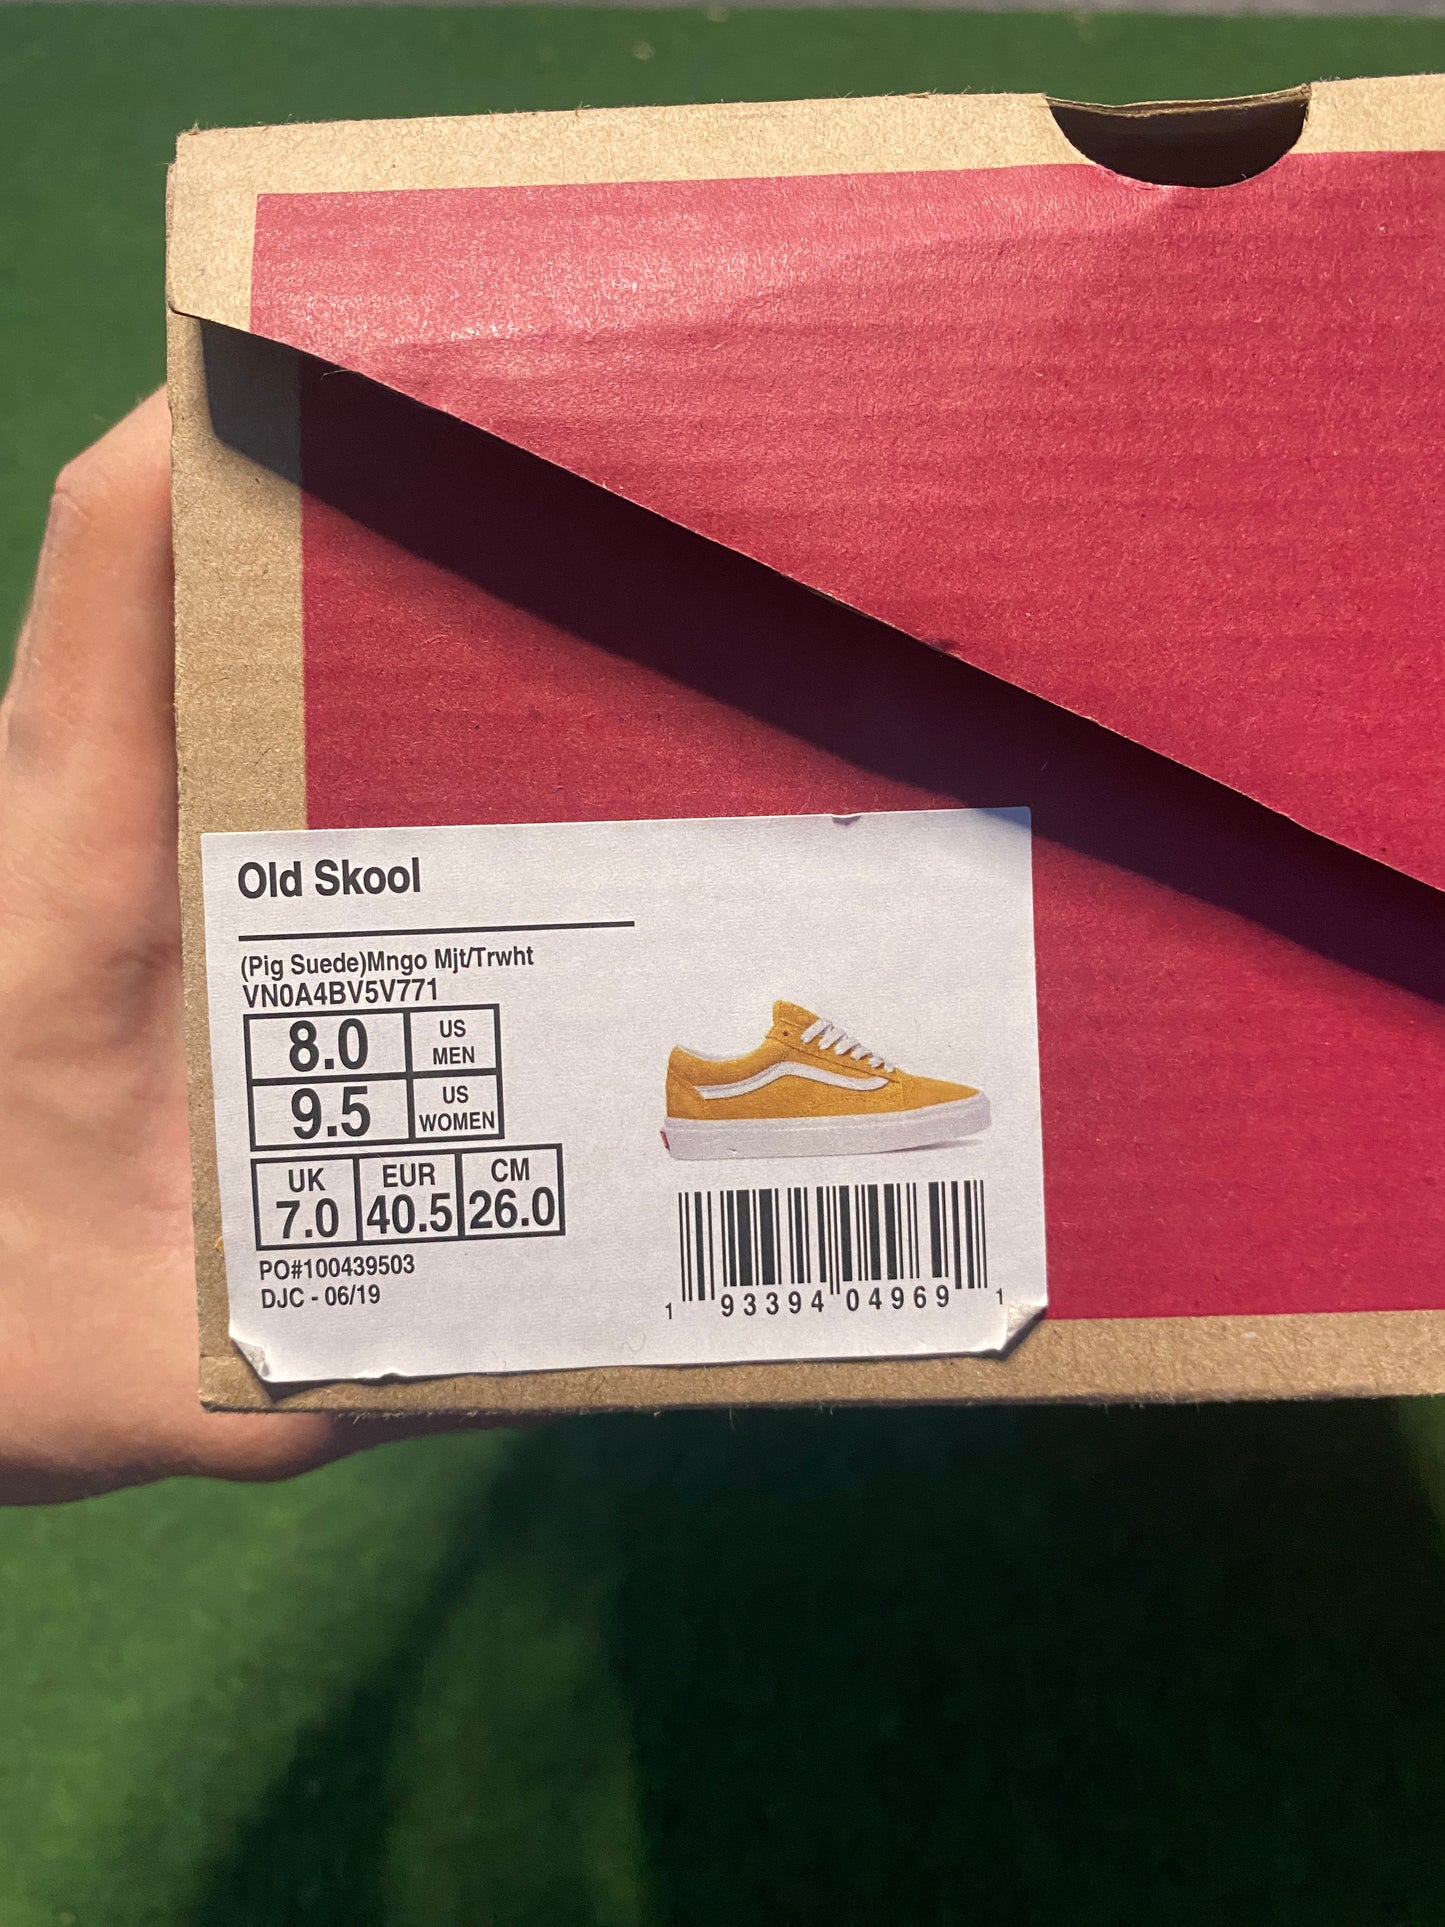 Old Skool
(Pig Suede)Mngo Mjt/Trwht
VN0A4BV5V771
8.0 US MEN
9.5 US WOMEN
UK EUR CM
7.0 40.5 26.0
PO#100439503
DJC - 06/19
1 93394 04969 1